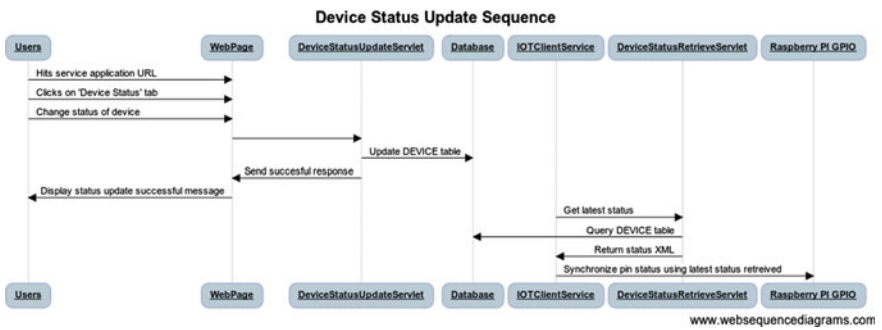 Device Status Update Sequence
Users WebPage DeviceStatusUpdateServlet Database IOTClientService DeviceStatusRetrieveServlet Raspberry PI GPIO
Hits service application URL
Clicks on 'Device Status' tab
Change status of device
Update DEVICE table
Send succesful response
Display status update successful message
Get latest status
Query DEVICE table
Return status XML
Synchronize pin status using latest status retreived
Users WebPage DeviceStatusUpdateServlet Database IOTClientService DeviceStatusRetrieveServlet Raspberry PI GPIO
www.websequencediagrams.com